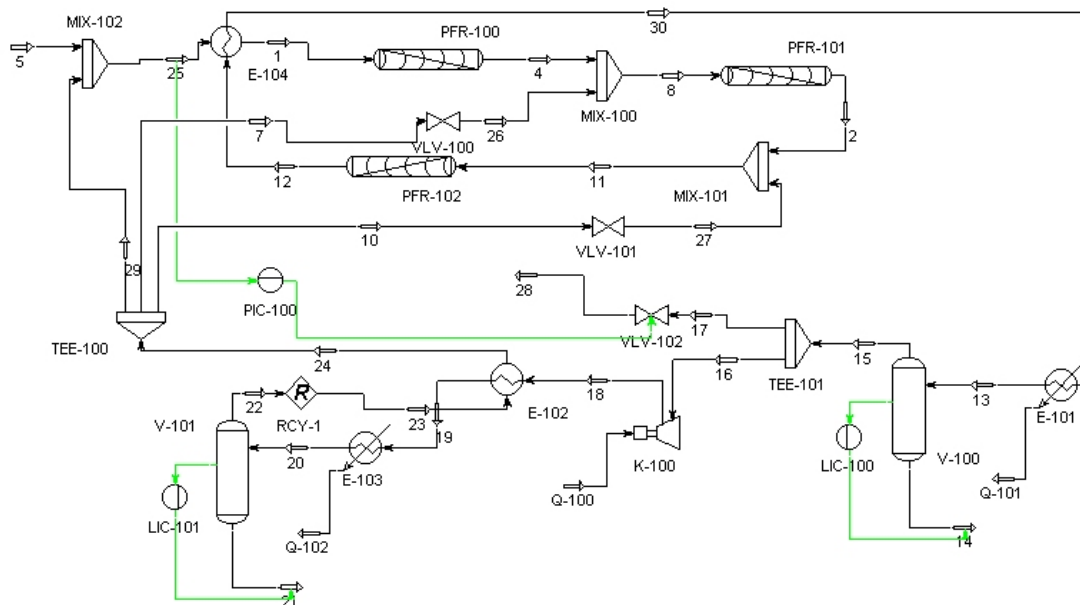 30
MIX-102
PFR-100
PFR-101
5
25
E-104
1
4
8
MIX-100
2
7
VLV-100
26
12
PFR-102
11
MIX-101
10
VLV-101
27
29
28
PIC-100
VLV-102
17
TEE-100
24
16
TEE-101
15
22
23
E-102
18
13
E-101
V-101
RCY-1
19
20
E-103
K-100
LIC-100
V-100
LIC-101
Q-100
Q-101
Q-102
14
21
R